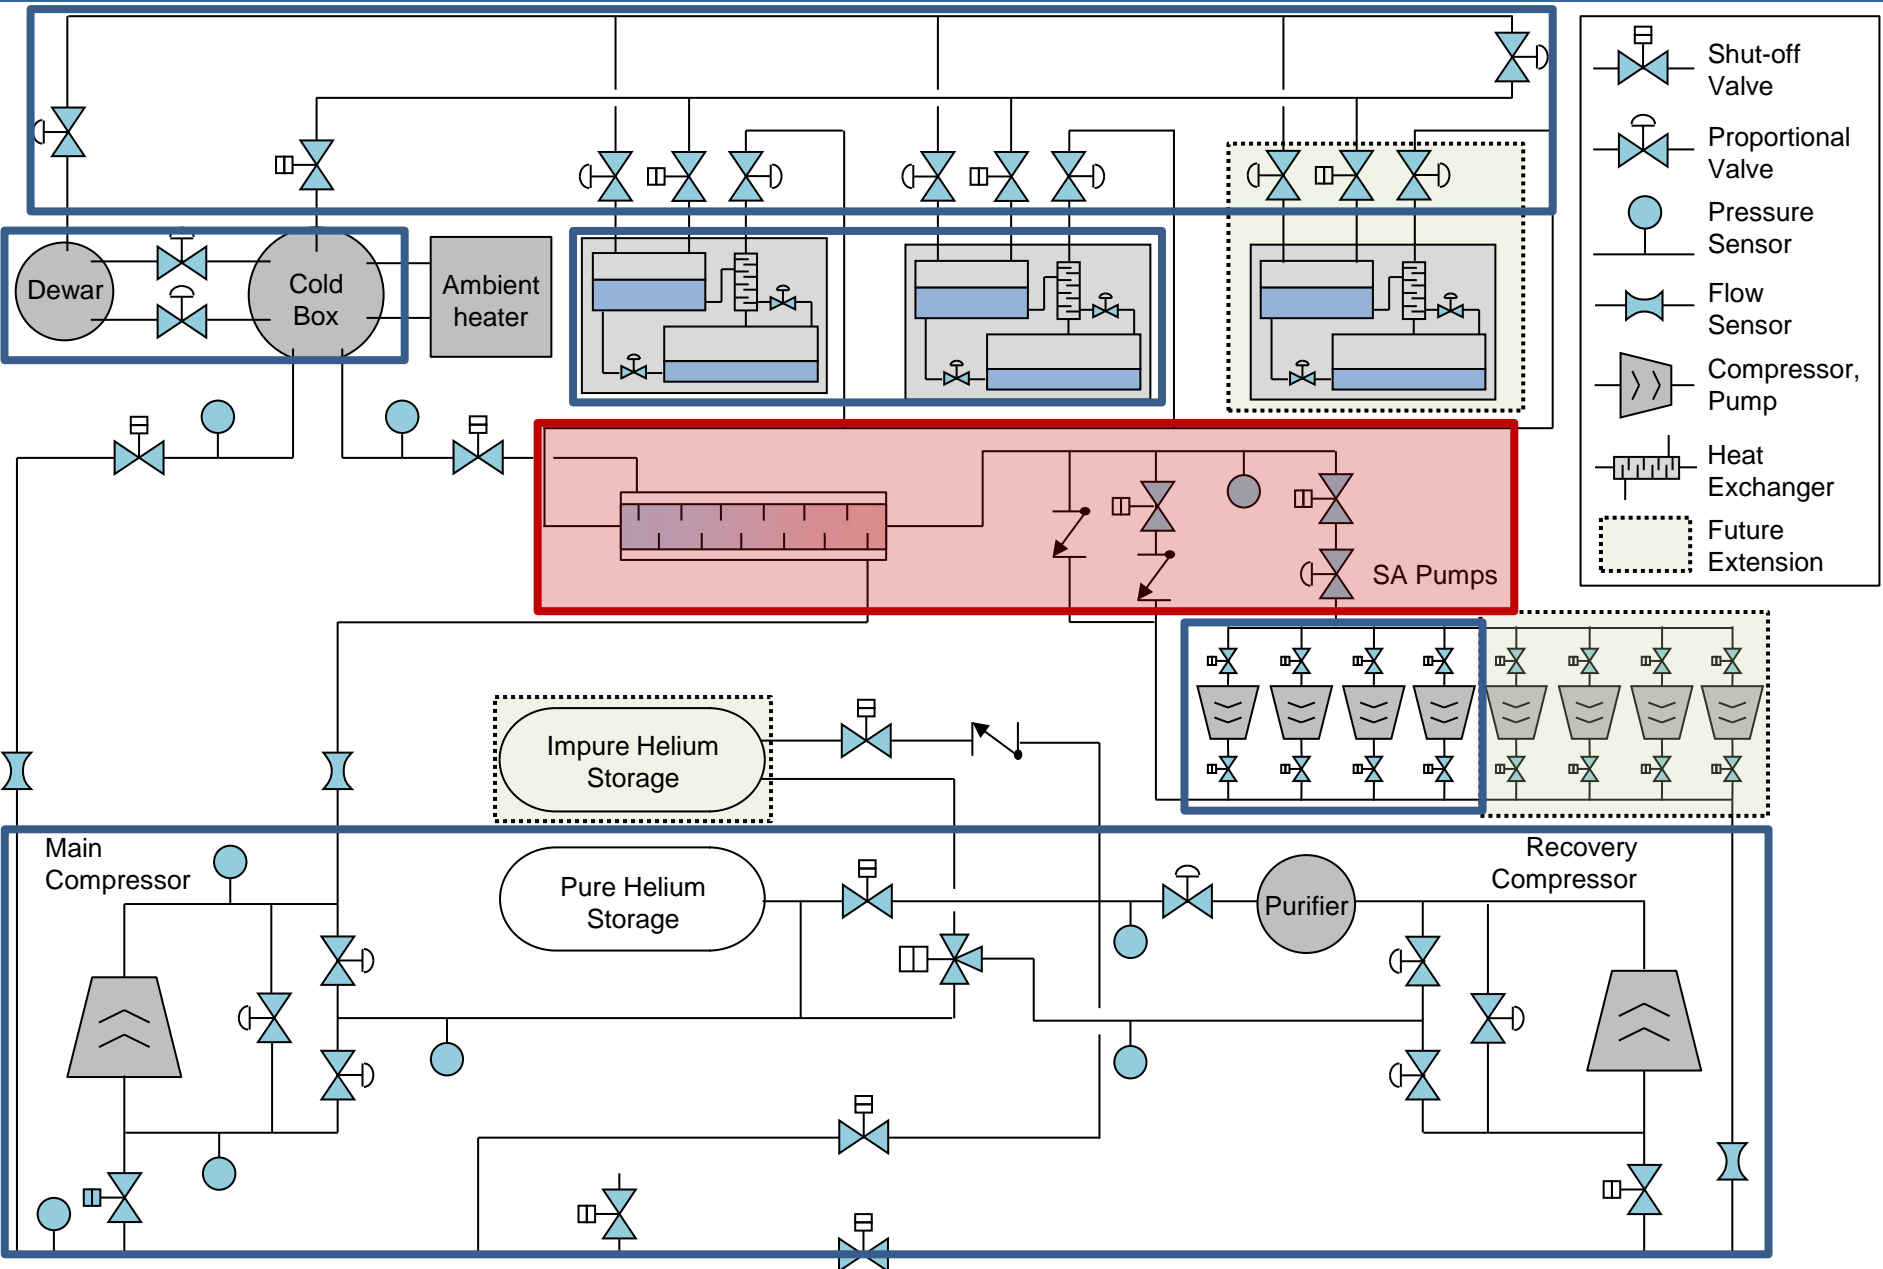 Shut-off
Valve
Proportional
Valve
Pressure
Sensor
Flow
Sensor
Compressor,
Pump
Heat
Exchanger
Future
Extension
Dewar
Cold
Box
Ambient
heater
SA Pumps
Impure Helium
Storage
Main
Compressor
Pure Helium
Storage
Purifier
Recovery
Compressor